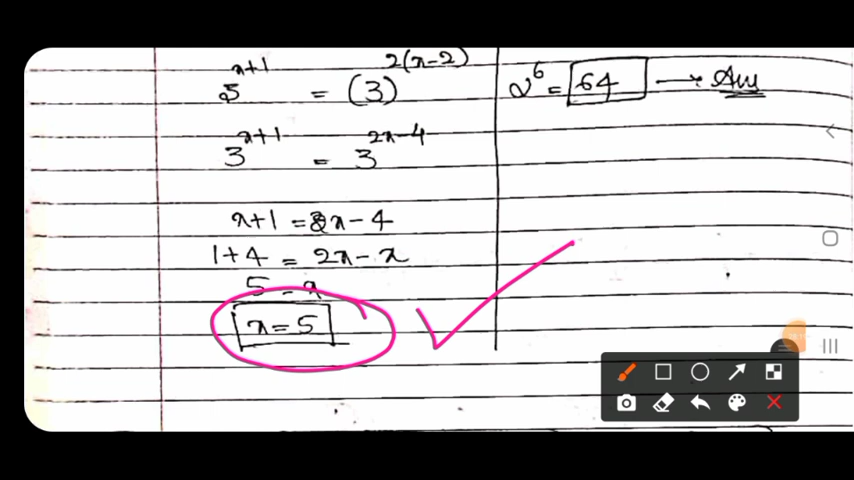 3^{x+1} = (3)^{2(x-2)}
3^{x+1} = 3^{2x-4}
x+1 = 2x-4
1+4 = 2x-x
5 = x
x = 5
2^6 = 64 → Ans